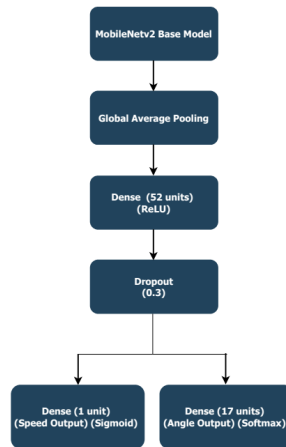 MobileNetv2 Base Model
Global Average Pooling
Dense (52 units)
(ReLU)
Dropout
(0.3)
Dense (1 unit)
(Speed Output) (Sigmoid)
Dense (17 units)
(Angle Output) (Softmax)